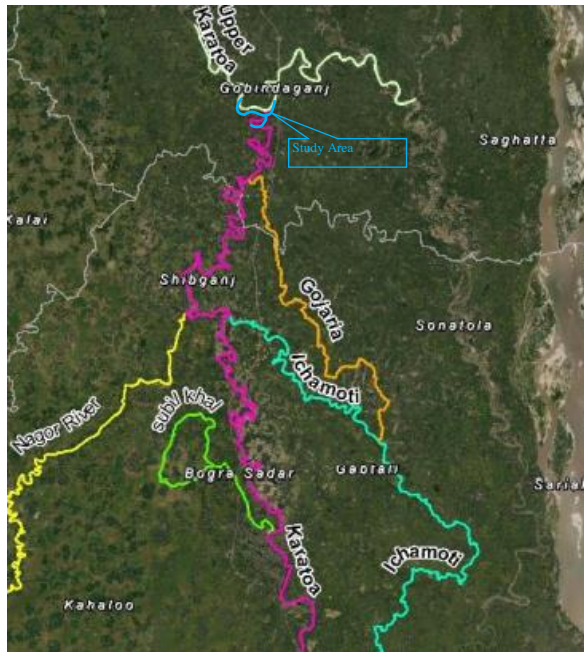 Upper
Karatoa
Gobindaganj
Study Area
Saghatta
Kalai
Shibganj
Gojaria
Sonatola
Ichamoti
Nagor River
subil khal
Bogra Sadar
Gabtali
Sariak
Karatoa
Ichamoti
Kahaloo